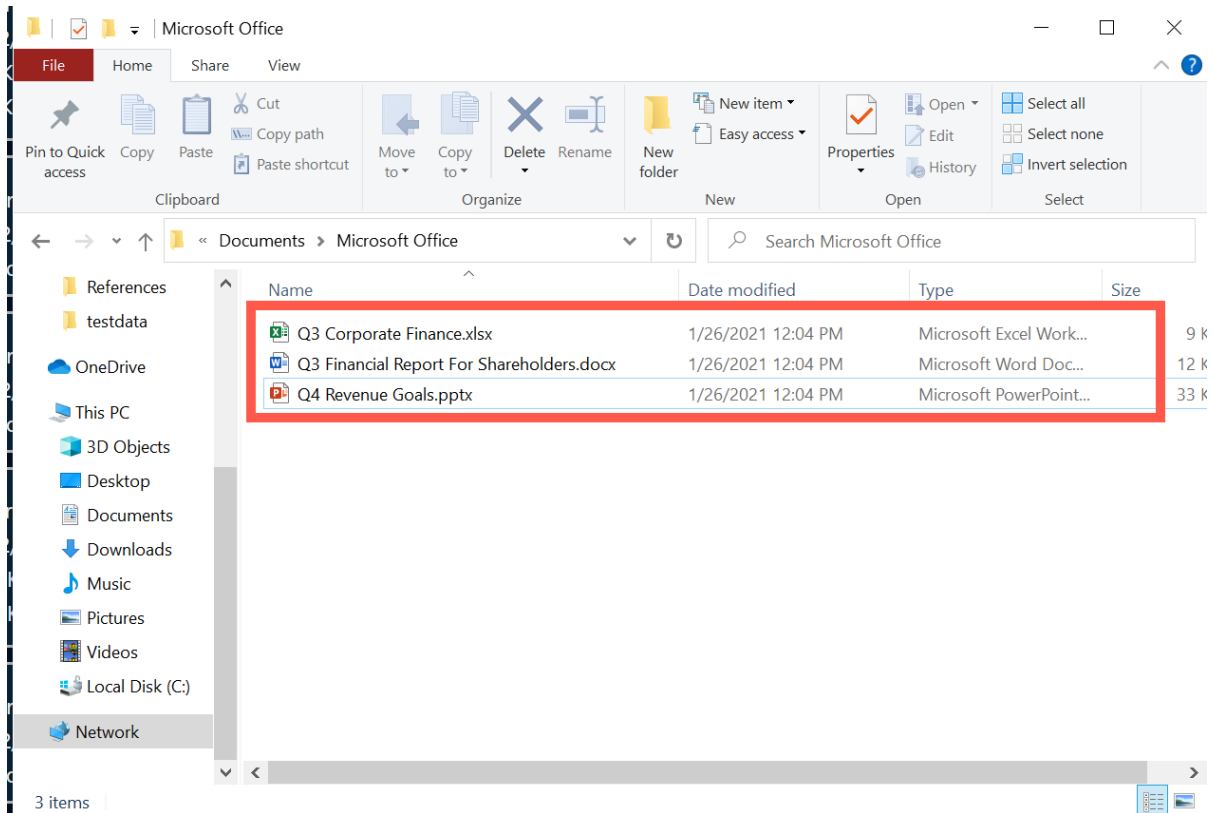 Microsoft Office
File Home Share View
Pin to Quick access
Copy
Paste
Cut
Copy path
Paste shortcut
Clipboard
Move to
Copy to
Delete
Rename
Organize
New folder
New item
Easy access
New
Properties
Open
Edit
History
Open
Select all
Select none
Invert selection
Select
« Documents > Microsoft Office
Search Microsoft Office
References
testdata
OneDrive
This PC
3D Objects
Desktop
Documents
Downloads
Music
Pictures
Videos
Local Disk (C:)
Network
Name Date modified Type Size
Q3 Corporate Finance.xlsx 1/26/2021 12:04 PM Microsoft Excel Work... 9 K
Q3 Financial Report For Shareholders.docx 1/26/2021 12:04 PM Microsoft Word Doc... 12 K
Q4 Revenue Goals.pptx 1/26/2021 12:04 PM Microsoft PowerPoint... 33 K
3 items